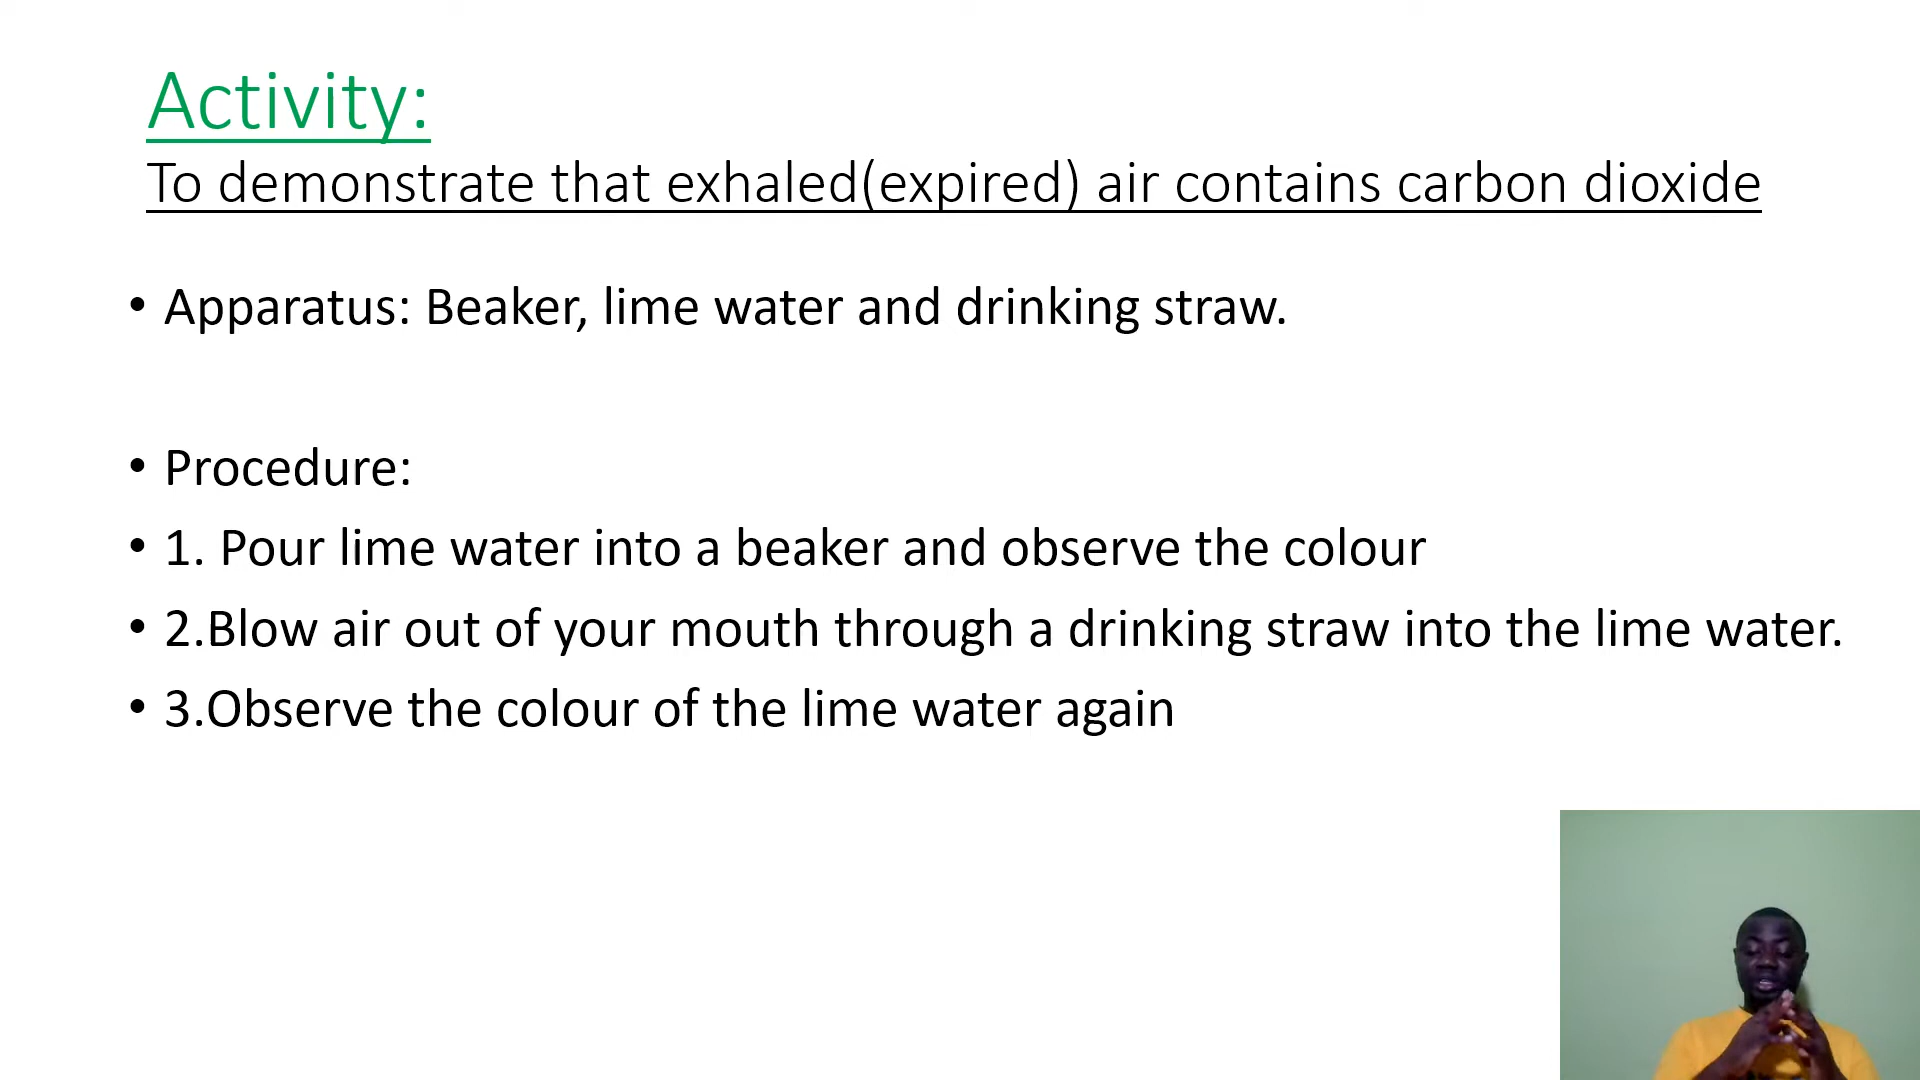 Activity:
To demonstrate that exhaled(expired) air contains carbon dioxide
• Apparatus: Beaker, lime water and drinking straw.
• Procedure:
• 1. Pour lime water into a beaker and observe the colour
• 2.Blow air out of your mouth through a drinking straw into the lime water.
• 3.Observe the colour of the lime water again